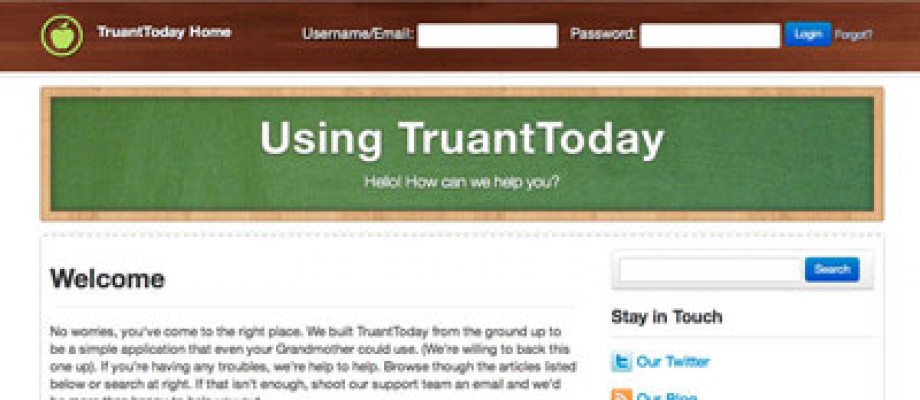 TruantToday Home Username/Email: Password: Login Forgot?
Using TruantToday
Hello! How can we help you?
Welcome
No worries, you've come to the right place. We built TruantToday from the ground up to
be a simple application that even your Grandmother could use. (We're willing to back this
one up). If you're having any troubles, we're help to help. Browse though the articles listed
below or search at right. If that isn't enough, shoot our support team an email and we'd
Search
Stay in Touch
Our Twitter
Our Blog